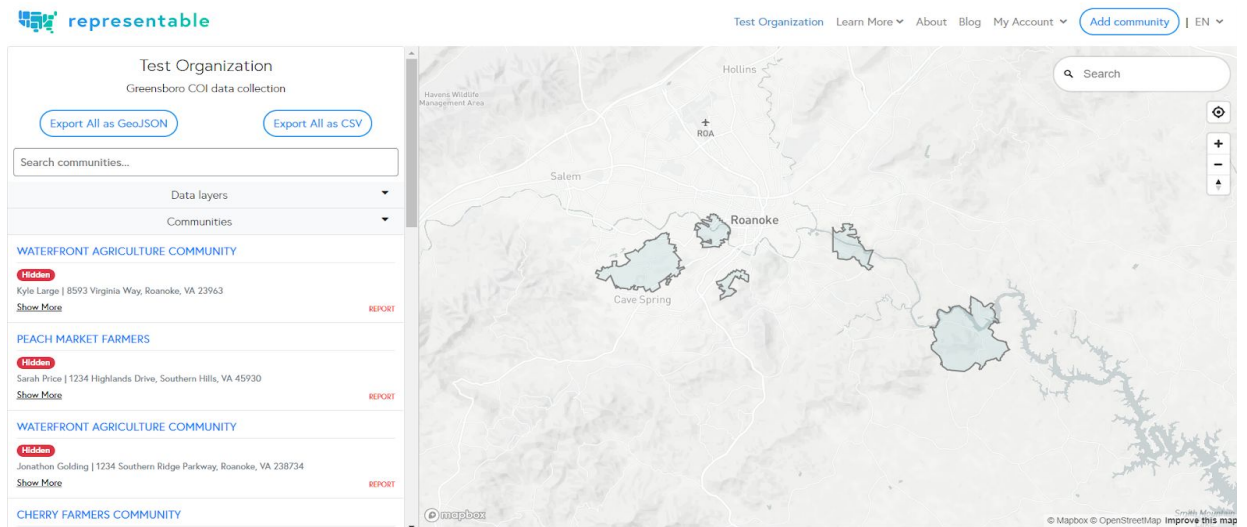 representable
Test Organization Learn More About Blog My Account Add community | EN
Test Organization
Greensboro COI data collection
Export All as GeoJSON Export All as CSV
Search communities...
Data layers
Communities
WATERFRONT AGRICULTURE COMMUNITY
Hidden
Kyle Large | 8593 Virginia Way, Roanoke, VA 23963
Show More REPORT
PEACH MARKET FARMERS
Hidden
Sarah Price | 1234 Highlands Drive, Southern Hills, VA 45930
Show More REPORT
WATERFRONT AGRICULTURE COMMUNITY
Hidden
Jonathon Golding | 1234 Southern Ridge Parkway, Roanoke, VA 238734
Show More REPORT
CHERRY FARMERS COMMUNITY
Search
Hollins
Havens Wildlife
Management Area
ROA
Salem
Roanoke
Cave Spring
Smith Mountain
mapbox
© Mapbox © OpenStreetMap Improve this map